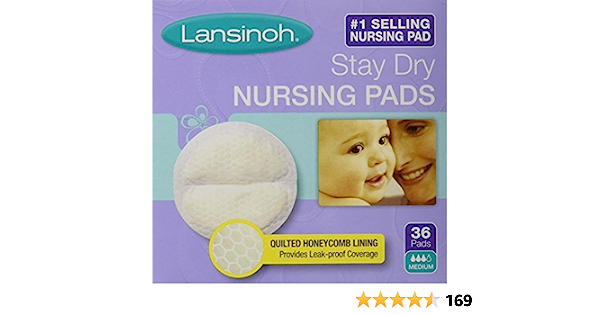 Lansinoh®
#1 SELLING
NURSING PAD
Stay Dry
NURSING PADS
QUILTED HONEYCOMB LINING
Provides Leak-proof Coverage
36
Pads
MEDIUM
169